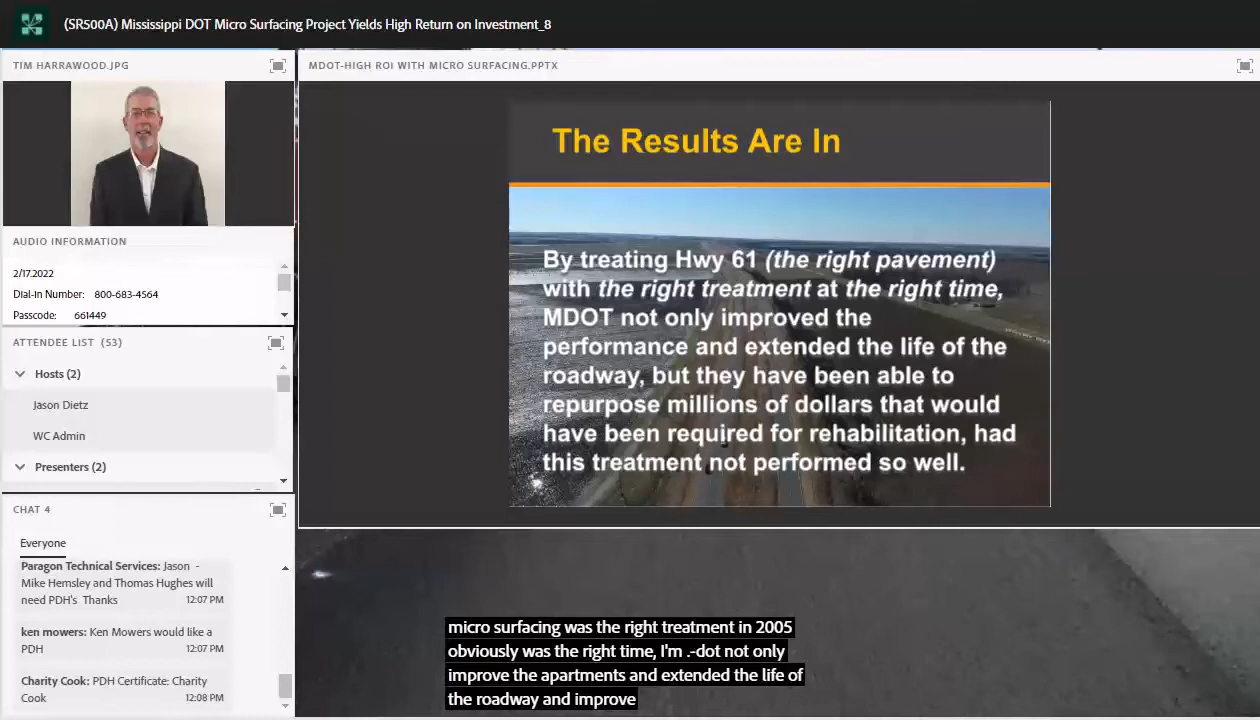 (SR500A) Mississippi DOT Micro Surfacing Project Yields High Return on Investment_8
TIM HARRAWOOD.JPG
AUDIO INFORMATION
2/17.2022
Dial-In Number: 800-683-4564
Passcode: 661449
ATTENDEE LIST (53)
Hosts (2)
Jason Dietz
WC Admin
Presenters (2)
CHAT 4
Everyone
Paragon Technical Services: Jason -
Mike Hemsley and Thomas Hughes will
need PDH's Thanks 12:07 PM
ken mowers: Ken Mowers would like a
PDH 12:07 PM
Charity Cook: PDH Certificate: Charity
Cook 12:08 PM
MDOT-HIGH ROI WITH MICRO SURFACING.PPTX
The Results Are In
By treating Hwy 61 (the right pavement)
with the right treatment at the right time,
MDOT not only improved the
performance and extended the life of the
roadway, but they have been able to
repurpose millions of dollars that would
have been required for rehabilitation, had
this treatment not performed so well.
micro surfacing was the right treatment in 2005
obviously was the right time, I'm .-dot not only
improve the apartments and extended the life of
the roadway and improve